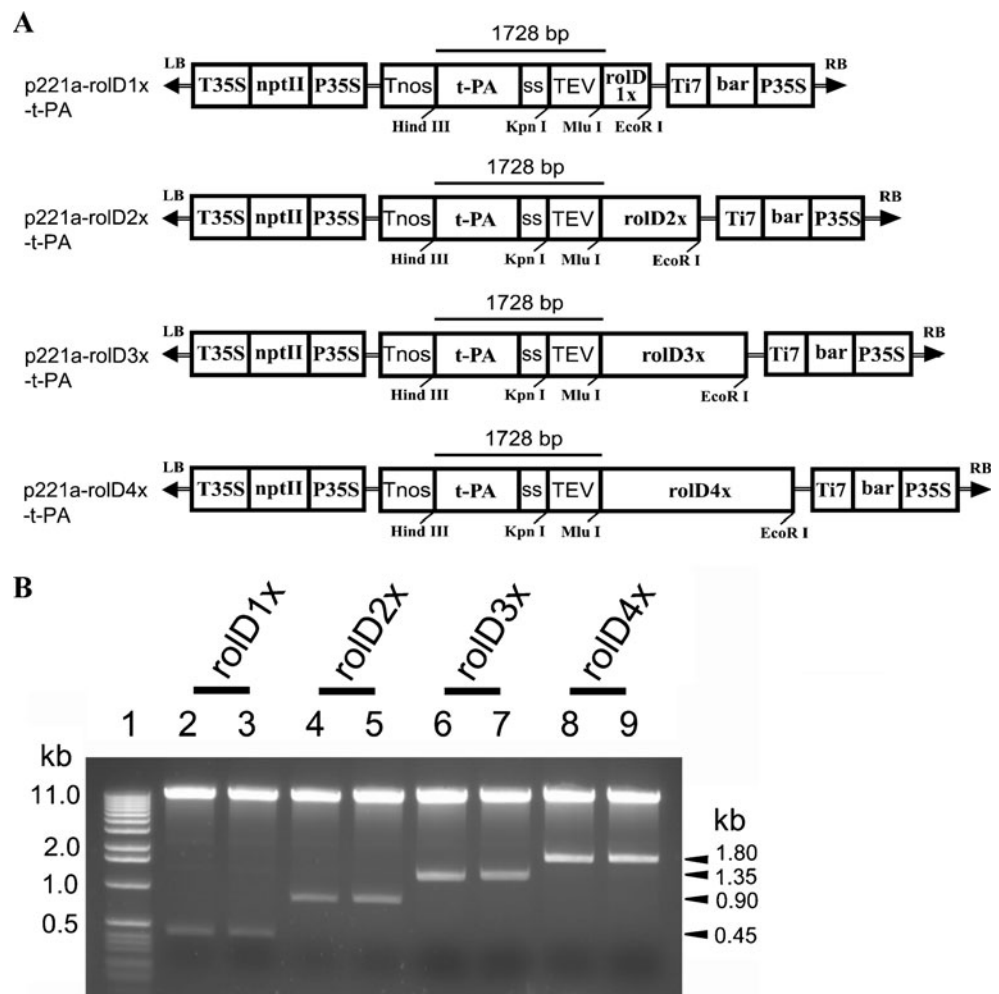 A
1728 bp
LB
RB
p221a-rolD1x
-t-PA
T35S nptII P35S Tnos t-PA ss TEV rolD 1x Ti7 bar P35S
Hind III Kpn I Mlu I EcoR I
1728 bp
LB
RB
p221a-rolD2x
-t-PA
T35S nptII P35S Tnos t-PA ss TEV rolD2x Ti7 bar P35S
Hind III Kpn I Mlu I EcoR I
1728 bp
LB
RB
p221a-rolD3x
-t-PA
T35S nptII P35S Tnos t-PA ss TEV rolD3x Ti7 bar P35S
Hind III Kpn I Mlu I EcoR I
1728 bp
LB
RB
p221a-rolD4x
-t-PA
T35S nptII P35S Tnos t-PA ss TEV rolD4x Ti7 bar P35S
Hind III Kpn I Mlu I EcoR I
B
rolD1x rolD2x rolD3x rolD4x
1 2 3 4 5 6 7 8 9
kb
11.0
2.0
1.0
0.5
kb
1.80
1.35
0.90
0.45